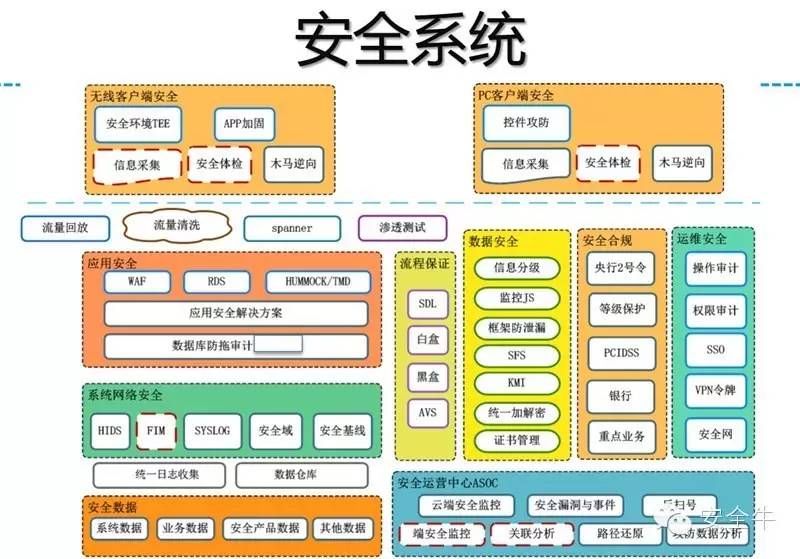 安全系统
无线客户端安全
安全环境TEE
APP加固
信息采集
安全体检
木马逆向
PC客户端安全
控件攻防
信息采集
安全体检
木马逆向
流量回放
流量清洗
spanner
渗透测试
应用安全
WAF
RDS
HUMMOCK/TMD
应用安全解决方案
数据库防拖审计
系统网络安全
HIDS
FIM
SYSLOG
安全域
安全基线
统一日志收集
数据仓库
安全数据
系统数据
业务数据
安全产品数据
其他数据
流程保证
SDL
白盒
黑盒
AVS
数据安全
信息分级
监控JS
框架防泄漏
SFS
KMI
统一加解密
证书管理
安全合规
央行2号令
等级保护
PCIDSS
银行
重点业务
运维安全
操作审计
权限审计
SSO
VPN令牌
安全网
安全运营中心ASOC
云端安全监控
安全漏洞与事件
扫号
端安全监控
关联分析
路径还原
攻防数据分析
安全牛